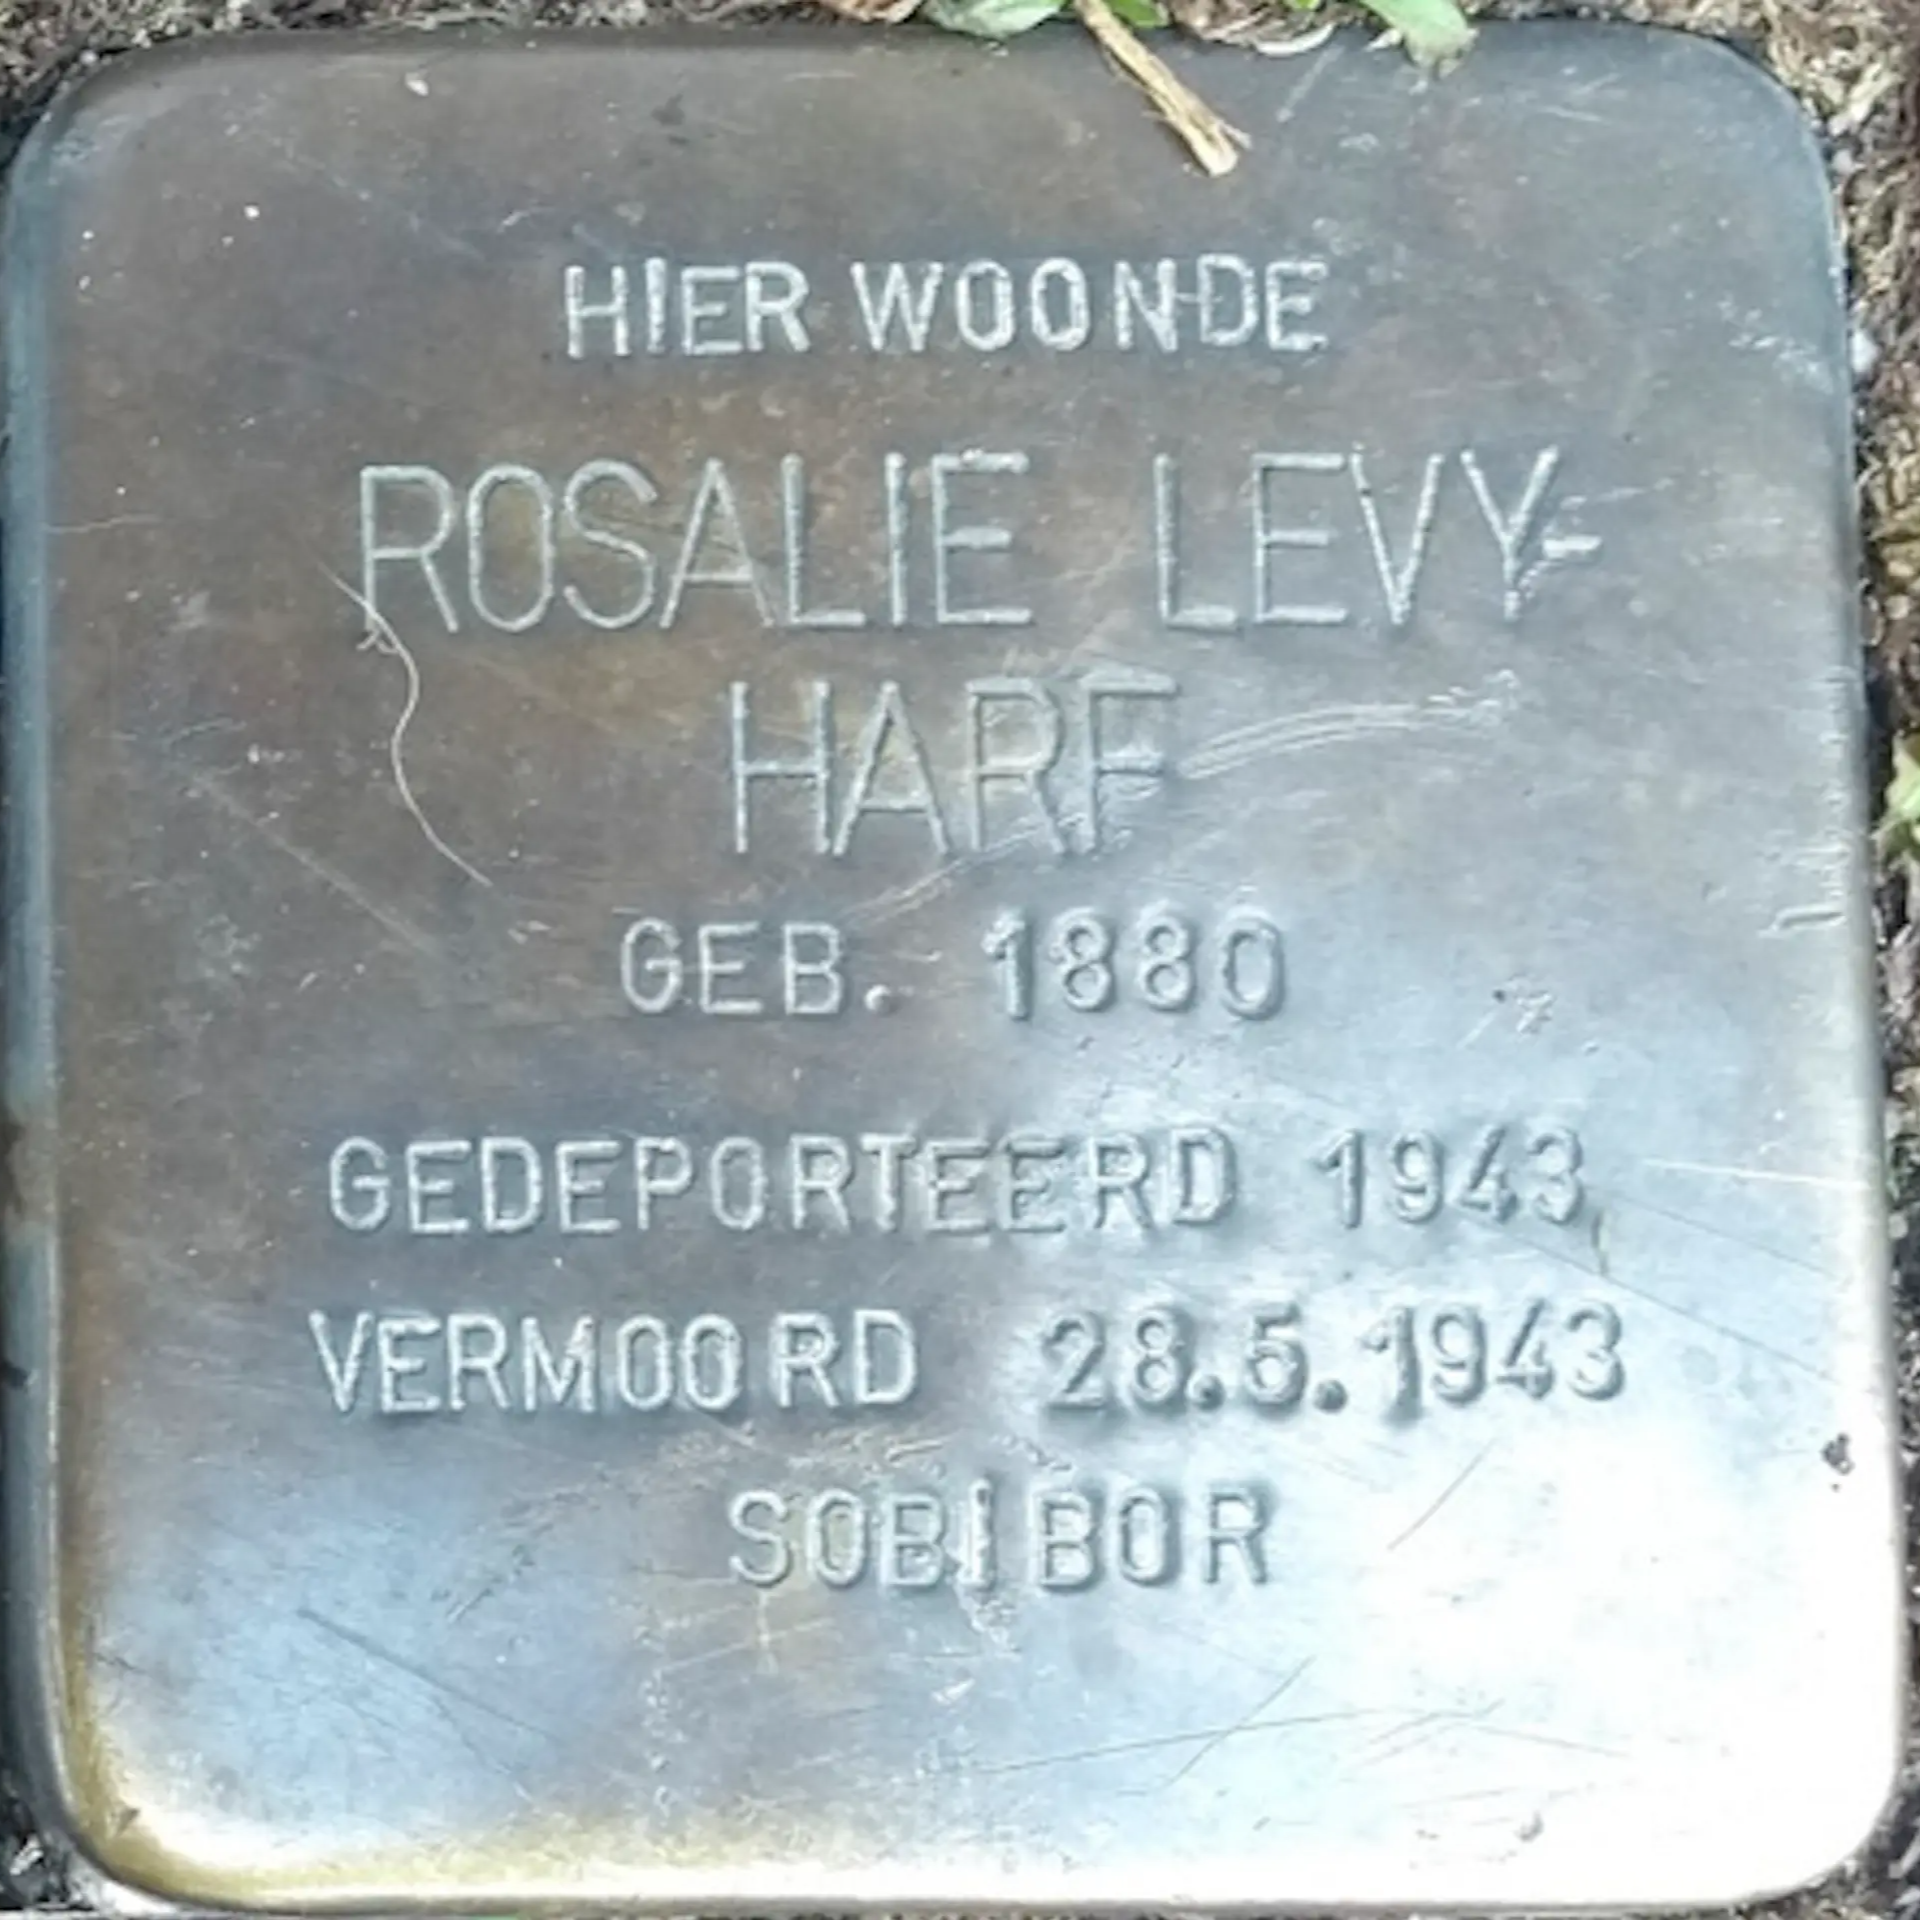 HIER WOONDE
ROSALIE LEVY-
HARF
GEB. 1880
GEDEPORTEERD 1943
VERMOORD 28.5.1943
SOBIBOR